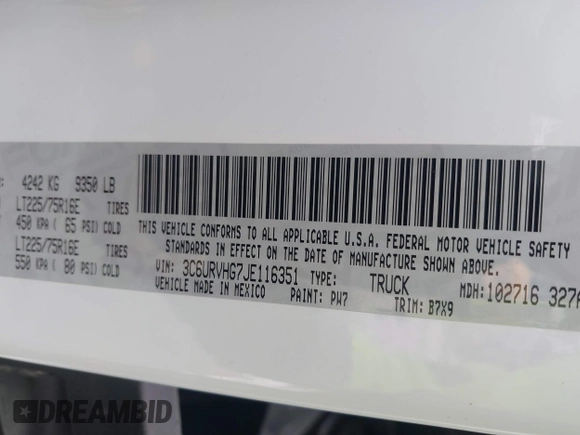 4242 KG 9350 LB
LT225/75R16E TIRES
450 KPA ( 65 PSI) COLD
LT225/75R16E TIRES
550 KPA ( 80 PSI) COLD
THIS VEHICLE CONFORMS TO ALL APPLICABLE U.S.A. FEDERAL MOTOR VEHICLE SAFETY
STANDARDS IN EFFECT ON THE DATE OF MANUFACTURE SHOWN ABOVE.
VIN: 3C6URVHG7JE116351 TYPE: TRUCK MDH: 102716 327A
VEHICLE MADE IN MEXICO PAINT: PW7 TRIM: B7X9
DREAMBID